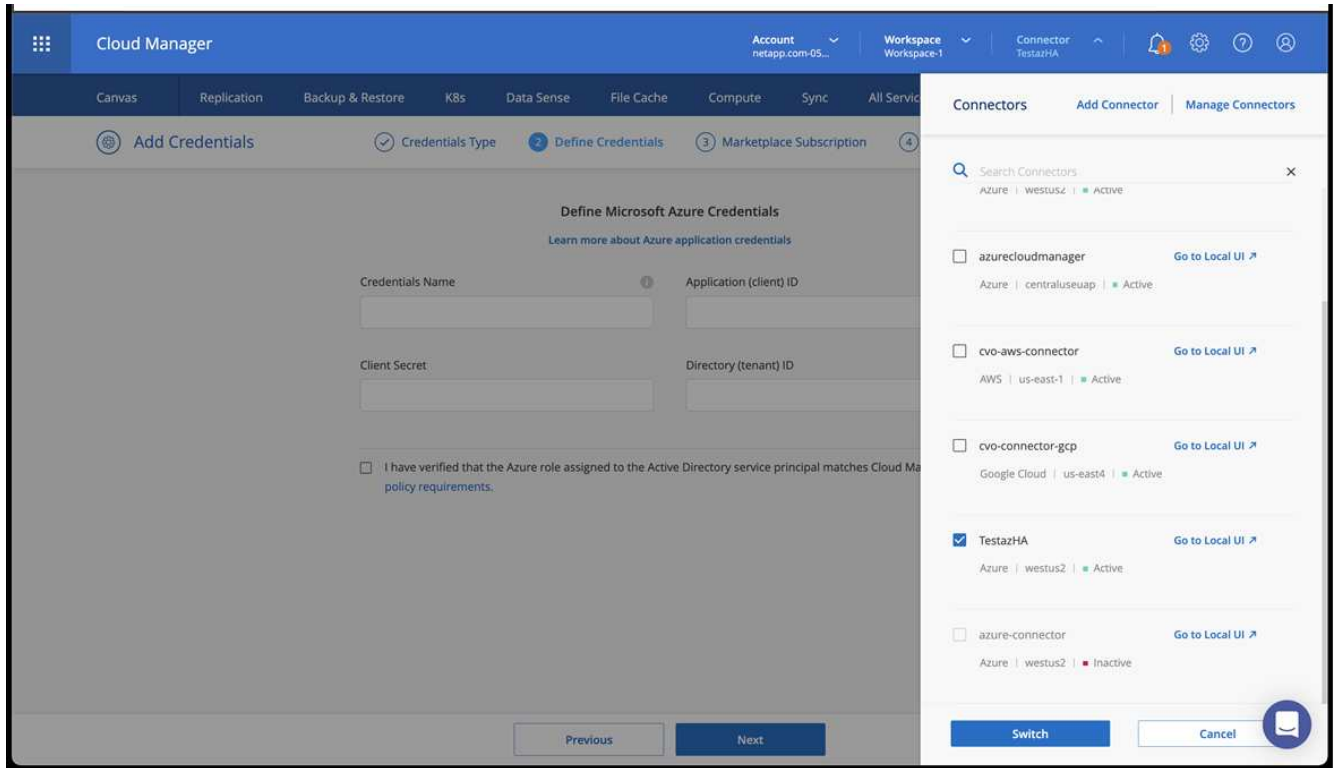 Cloud Manager
Account
netapp.com-05...
Workspace
Workspace-1
Connector
TestazHA
1
Canvas
Replication
Backup & Restore
K8s
Data Sense
File Cache
Compute
Sync
All Servic
Add Credentials
Credentials Type
2 Define Credentials
3 Marketplace Subscription
4
Define Microsoft Azure Credentials
Learn more about Azure application credentials
Credentials Name
Application (client) ID
Client Secret
Directory (tenant) ID
I have verified that the Azure role assigned to the Active Directory service principal matches Cloud Ma
policy requirements.
Previous
Next
Connectors
Add Connector
Manage Connectors
Search Connectors
Azure | westus2 | Active
azurecloudmanager
Go to Local UI
Azure | centraluseuap | Active
cvo-aws-connector
Go to Local UI
AWS | us-east-1 | Active
cvo-connector-gcp
Go to Local UI
Google Cloud | us-east4 | Active
TestazHA
Go to Local UI
Azure | westus2 | Active
azure-connector
Go to Local UI
Azure | westus2 | Inactive
Switch
Cancel